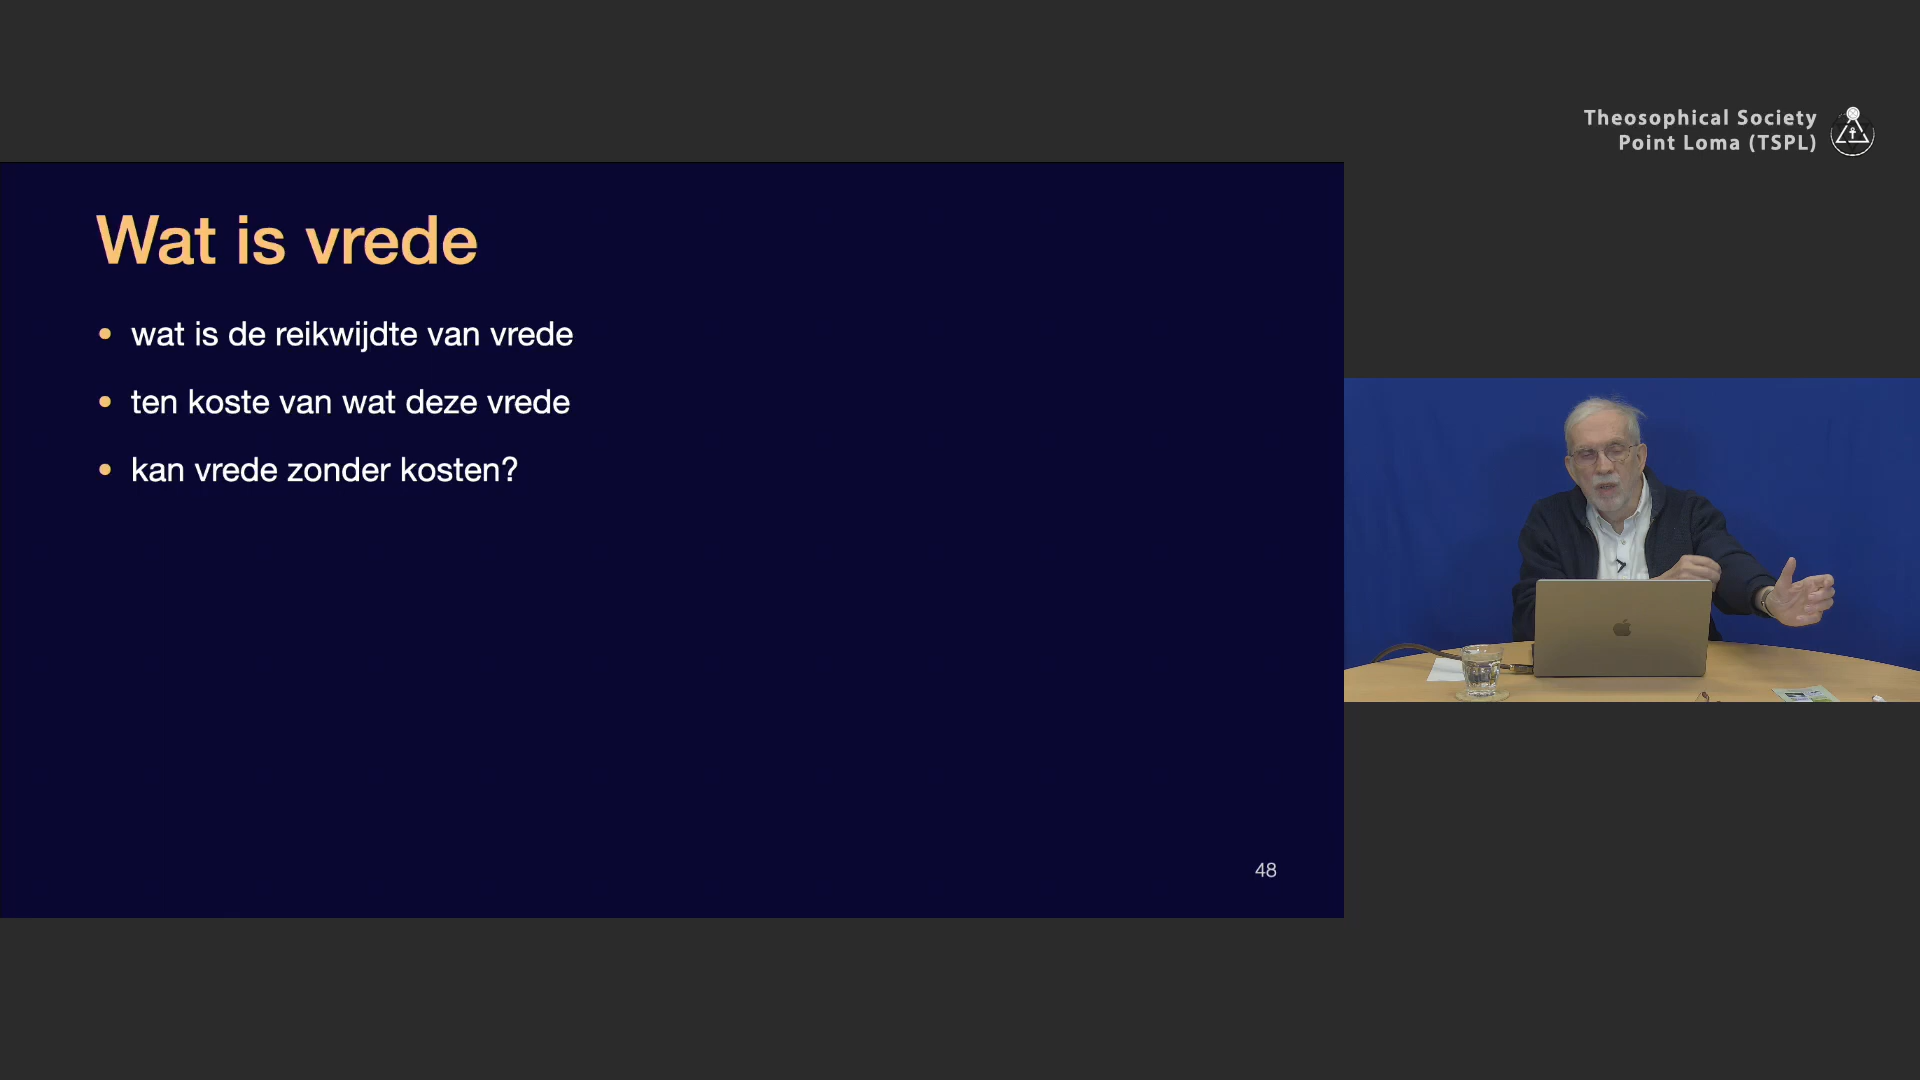 Theosophical Society
Point Loma (TSPL)
Wat is vrede
• wat is de reikwijdte van vrede
• ten koste van wat deze vrede
• kan vrede zonder kosten?
48